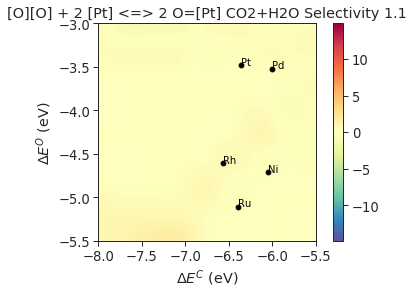 [O][O] + 2 [Pt] <=> 2 O=[Pt] CO2+H2O Selectivity 1.1
−3.0
−3.5
−4.0
−4.5
−5.0
−5.5
ΔE^O (eV)
Pt
Pd
Rh
Ni
Ru
−8.0 −7.5 −7.0 −6.5 −6.0 −5.5
ΔE^C (eV)
10
5
0
−5
−10